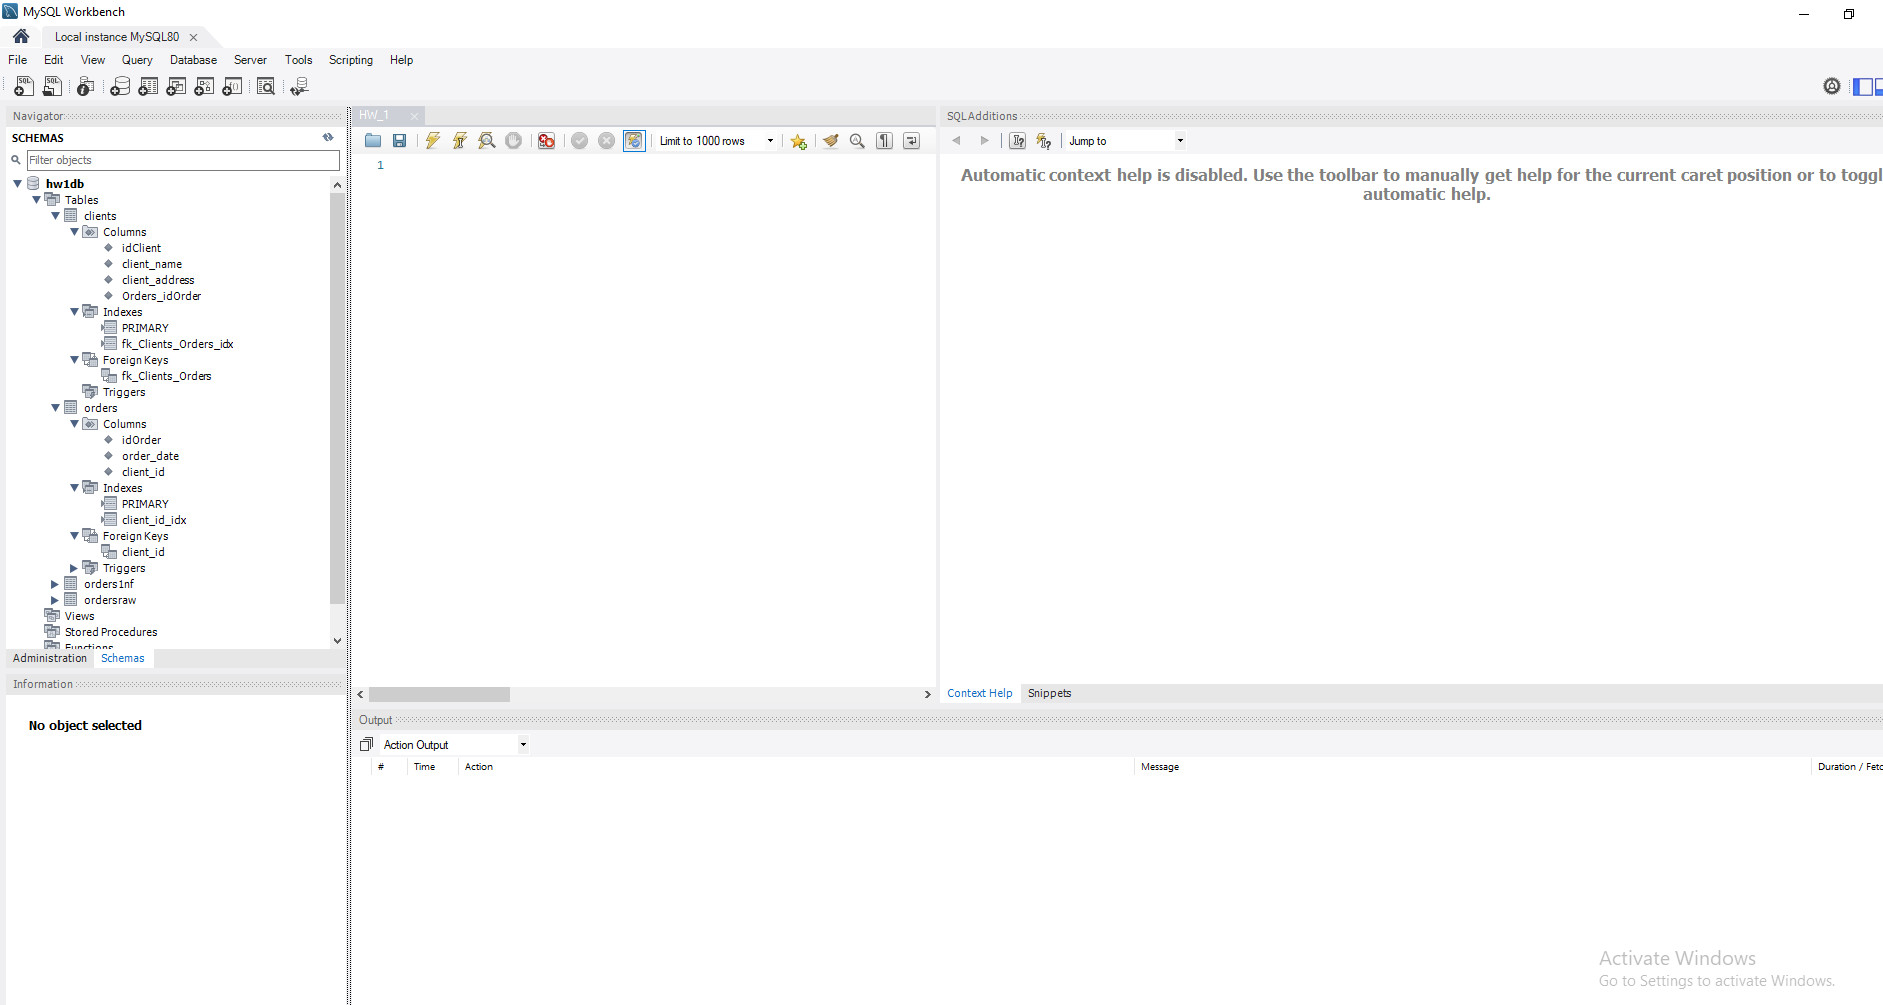 MySQL Workbench
Local instance MySQL80
File Edit View Query Database Server Tools Scripting Help
Navigator
SCHEMAS
Filter objects
hw1db
Tables
clients
Columns
idClient
client_name
client_address
Orders_idOrder
Indexes
PRIMARY
fk_Clients_Orders_idx
Foreign Keys
fk_Clients_Orders
Triggers
orders
Columns
idOrder
order_date
client_id
Indexes
PRIMARY
client_id_idx
Foreign Keys
client_id
Triggers
orders1nf
ordersraw
Views
Stored Procedures
Functions
Administration Schemas
Information
No object selected
HW_1
Limit to 1000 rows
1
SQLAdditions
Jump to
Automatic context help is disabled. Use the toolbar to manually get help for the current caret position or to toggl
automatic help.
Context Help Snippets
Output
Action Output
# Time Action Message Duration / Fetc
Activate Windows
Go to Settings to activate Windows.